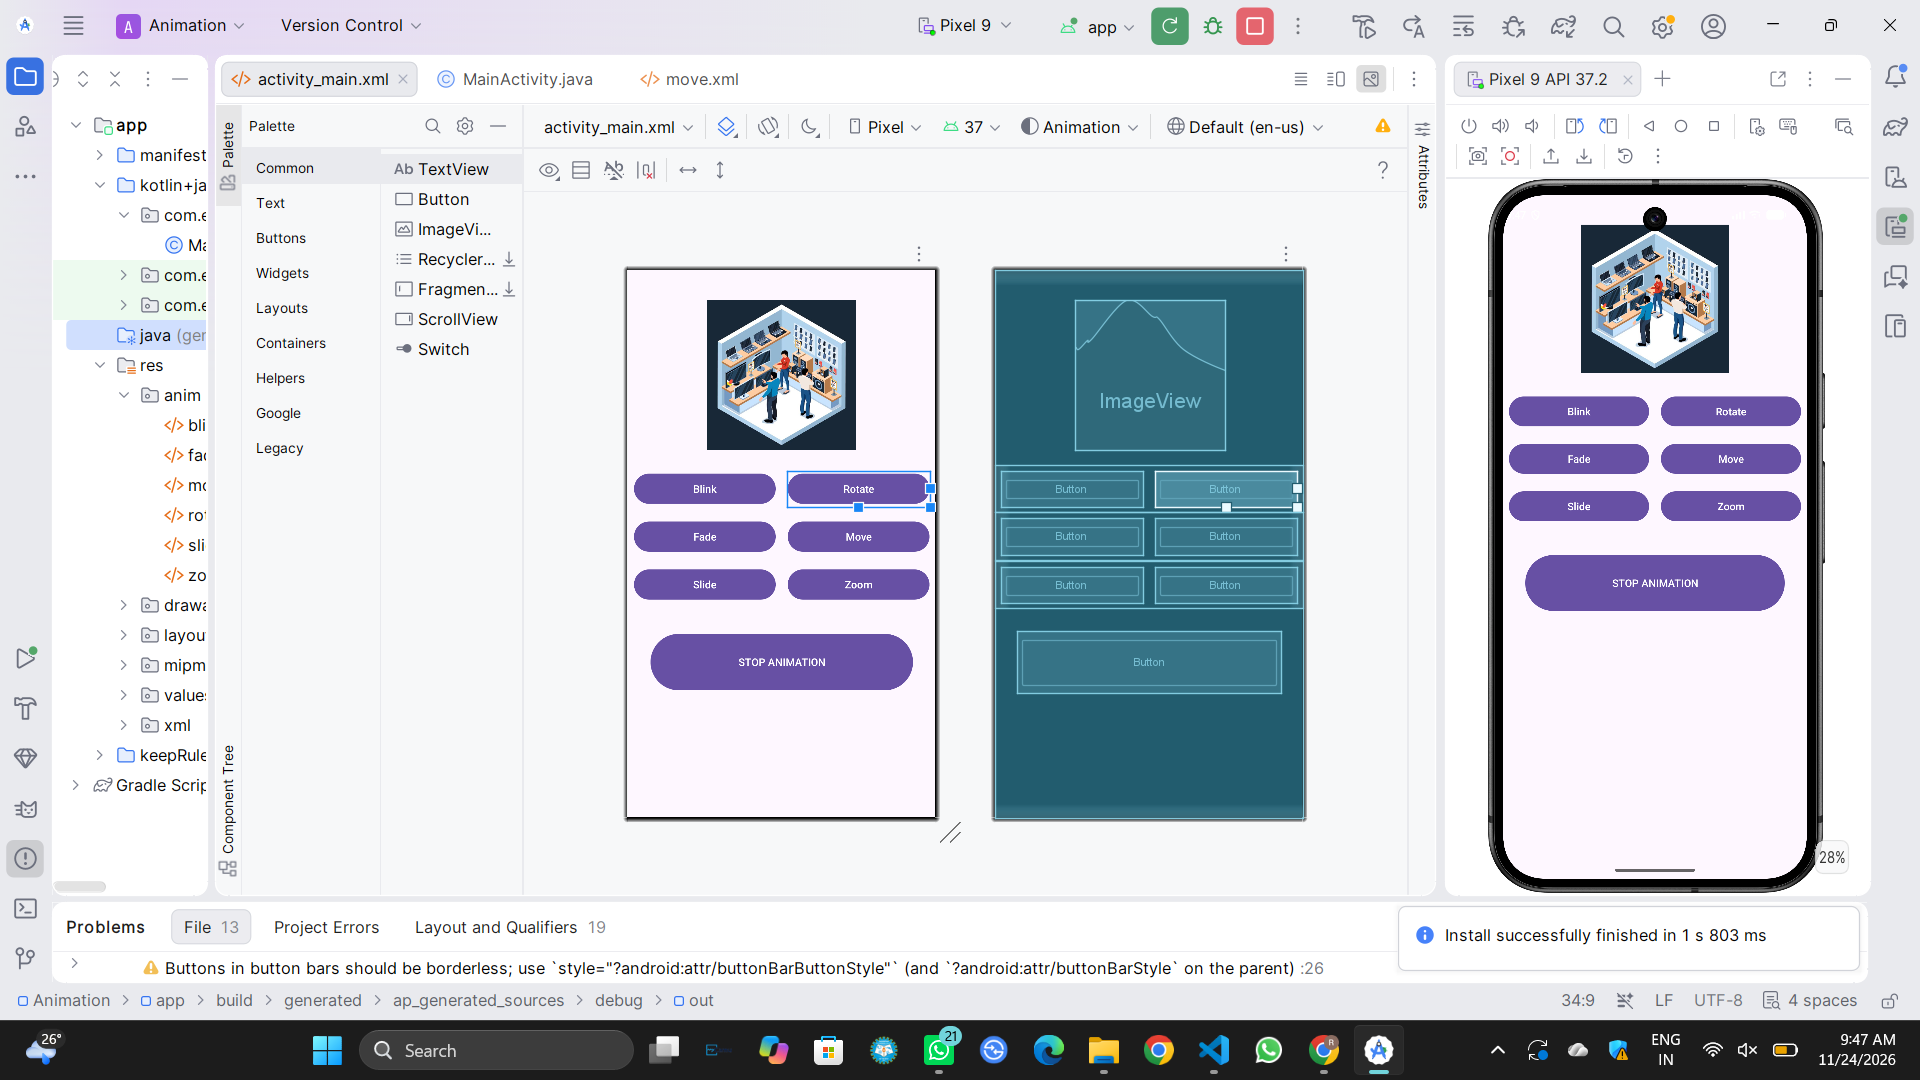 A Animation
Version Control
Pixel 9
app
activity_main.xml
MainActivity.java
move.xml
Pixel 9 API 37.2
app
manifest
kotlin+ja
com.e
Ma
com.e
com.e
java (ger
res
anim
bli
fad
mo
rot
sli
zo
drawa
layou
mipm
values
xml
keepRule
Gradle Scrip
Palette
Component Tree
Palette
Common
Text
Buttons
Widgets
Layouts
Containers
Helpers
Google
Legacy
Ab TextView
Button
ImageVi...
Recycler...
Fragmen...
ScrollView
Switch
activity_main.xml
Pixel
37
Animation
Default (en-us)
?
Attributes
Blink
Rotate
Fade
Move
Slide
Zoom
STOP ANIMATION
ImageView
Button
Button
Button
Button
Button
Button
Button
Blink
Rotate
Fade
Move
Slide
Zoom
STOP ANIMATION
28%
Problems
File 13
Project Errors
Layout and Qualifiers 19
Buttons in button bars should be borderless; use `style="?android:attr/buttonBarButtonStyle"` (and `?android:attr/buttonBarStyle` on the parent) :26
Install successfully finished in 1 s 803 ms
Animation > app > build > generated > ap_generated_sources > debug > out
34:9
LF
UTF-8
4 spaces
26°
Search
21
R
ENG
IN
9:47 AM
11/24/2026